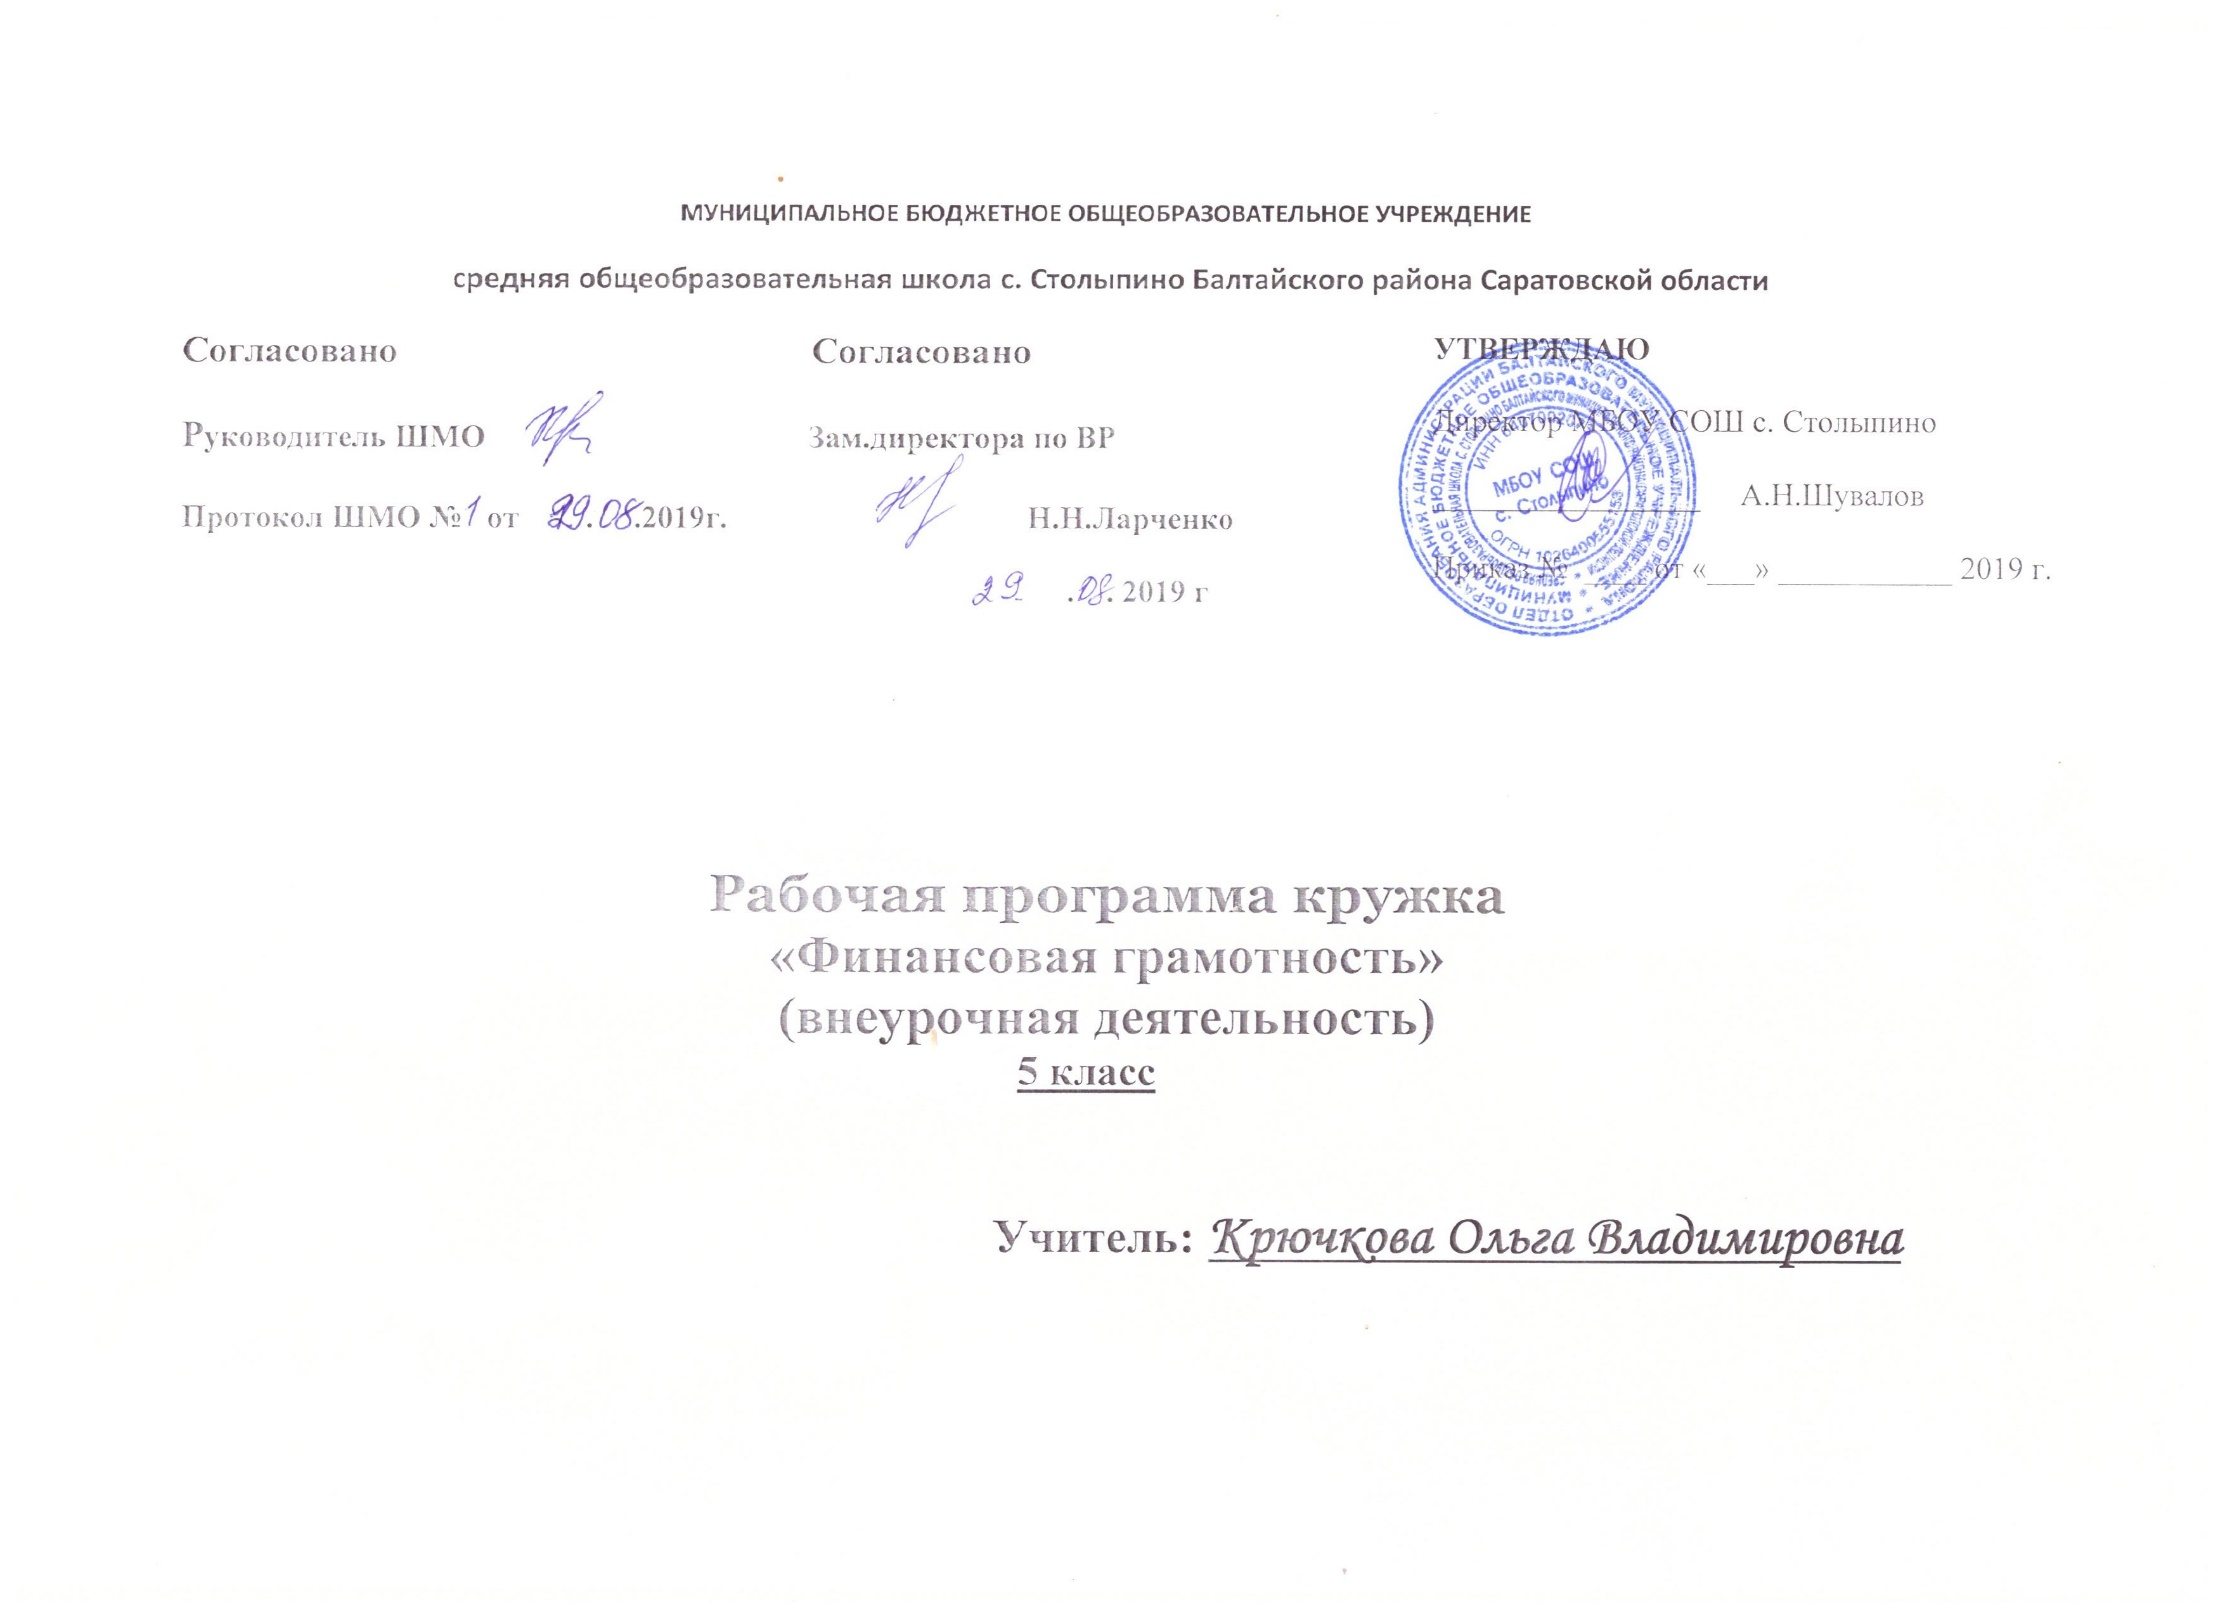 МУНИЦИПАЛЬНОЕ БЮДЖЕТНОЕ ОБЩЕОБРАЗОВАТЕЛЬНОЕ УЧРЕЖДЕНИЕ
средняя общеобразовательная школа с. Столыпино Балтайского района Саратовской области
Согласовано
Руководитель ШМО
Протокол ШМО №1 от 29.08.2019г.
Согласовано
Зам.директора по ВР
Н.Н.Ларченко
29 .08. 2019 г
УТВЕРЖДАЮ
Директор МБОУ СОШ с. Столыпино
____________ А.Н.Шувалов
Приказ № ____ от «___» ___________ 2019 г.
МБОУ СОШ
с. Столыпино
Рабочая программа кружка
«Финансовая грамотность»
(внеурочная деятельность)
5 класс
Учитель: Крючкова Ольга Владимировна